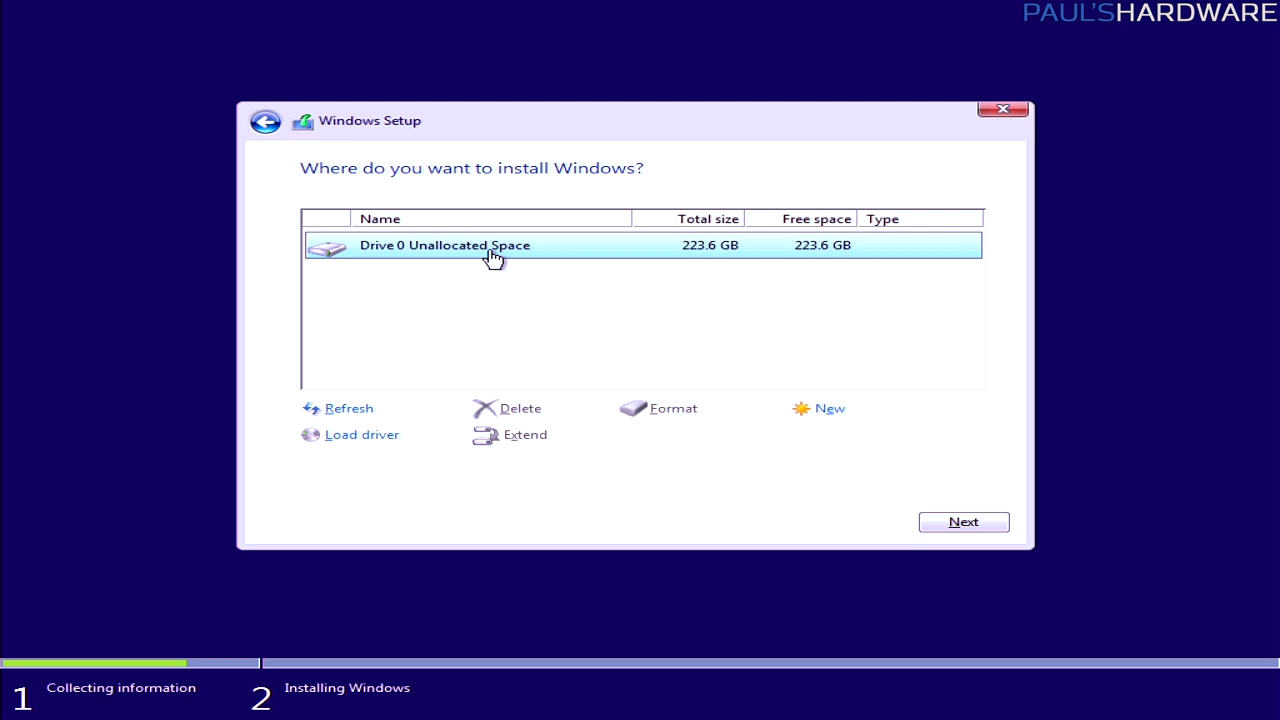 PAUL'SHARDWARE
Windows Setup
Where do you want to install Windows?
Name Total size Free space Type
Drive 0 Unallocated Space 223.6 GB 223.6 GB
Refresh Delete Format New
Load driver Extend
Next
1 Collecting information 2 Installing Windows